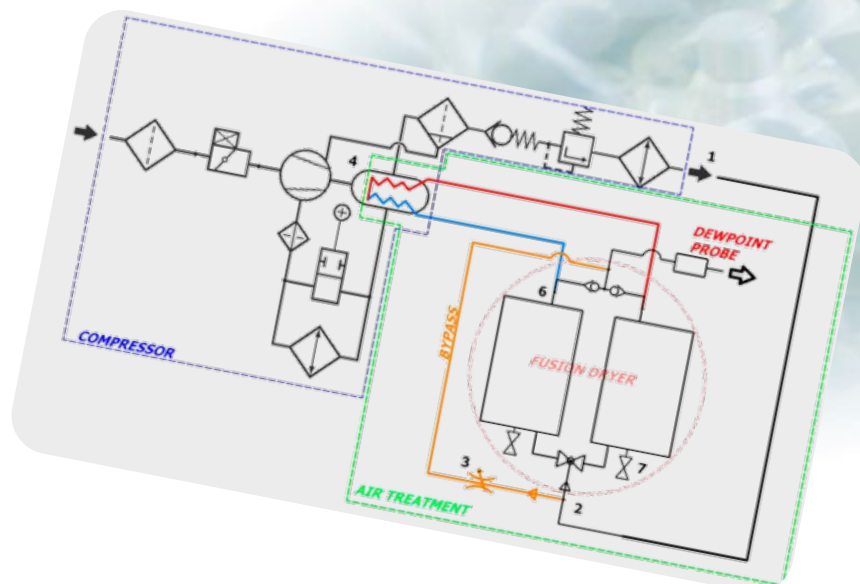 1
4
DEWPOINT
PROBE
6
BYPASS
COMPRESSOR
FUSION DRYER
3
7
AIR TREATMENT
2